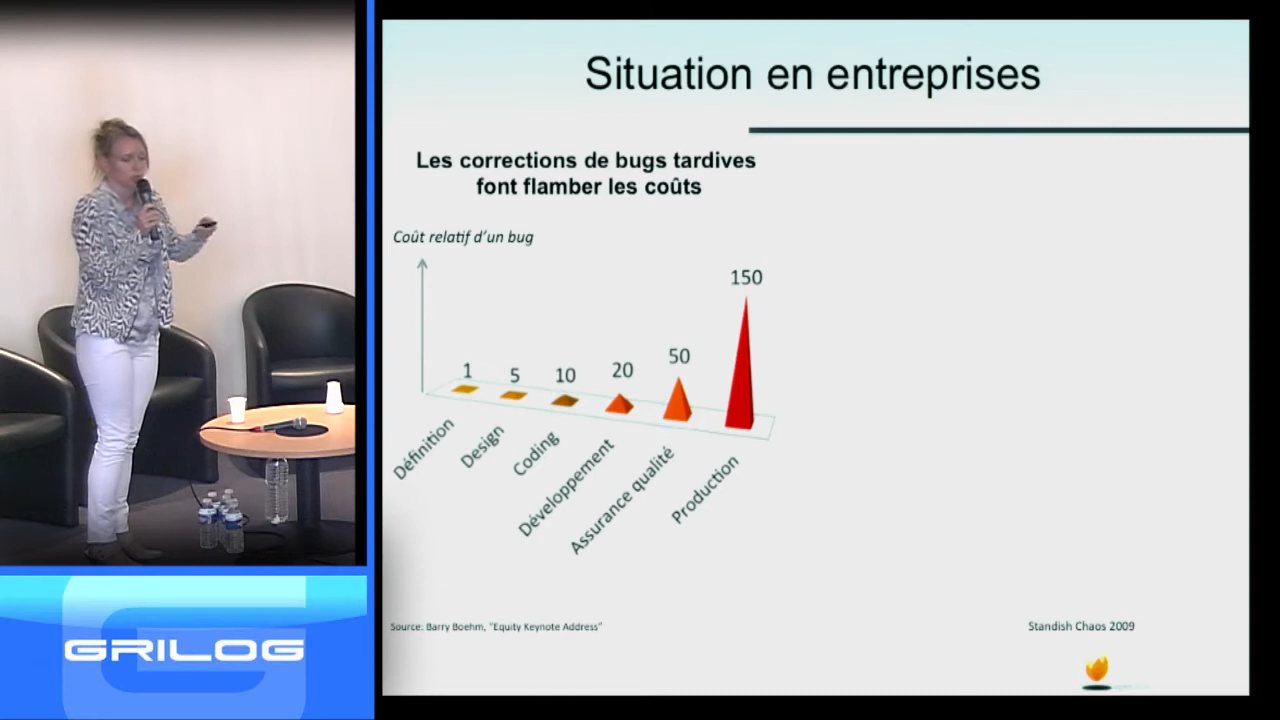 Situation en entreprises
Les corrections de bugs tardives
font flamber les coûts
Coût relatif d'un bug
1
5
10
20
50
150
Définition
Design
Coding
Développement
Assurance qualité
Production
Source: Barry Boehm, "Equity Keynote Address"
Standish Chaos 2009
GRILOG